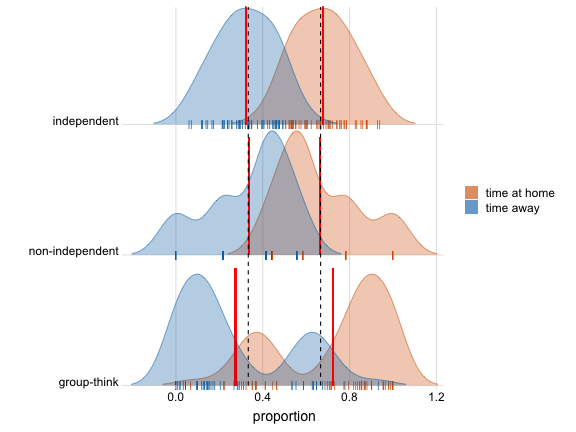 independent
non-independent
group-think
time at home
time away
0.0 0.4 0.8 1.2
proportion